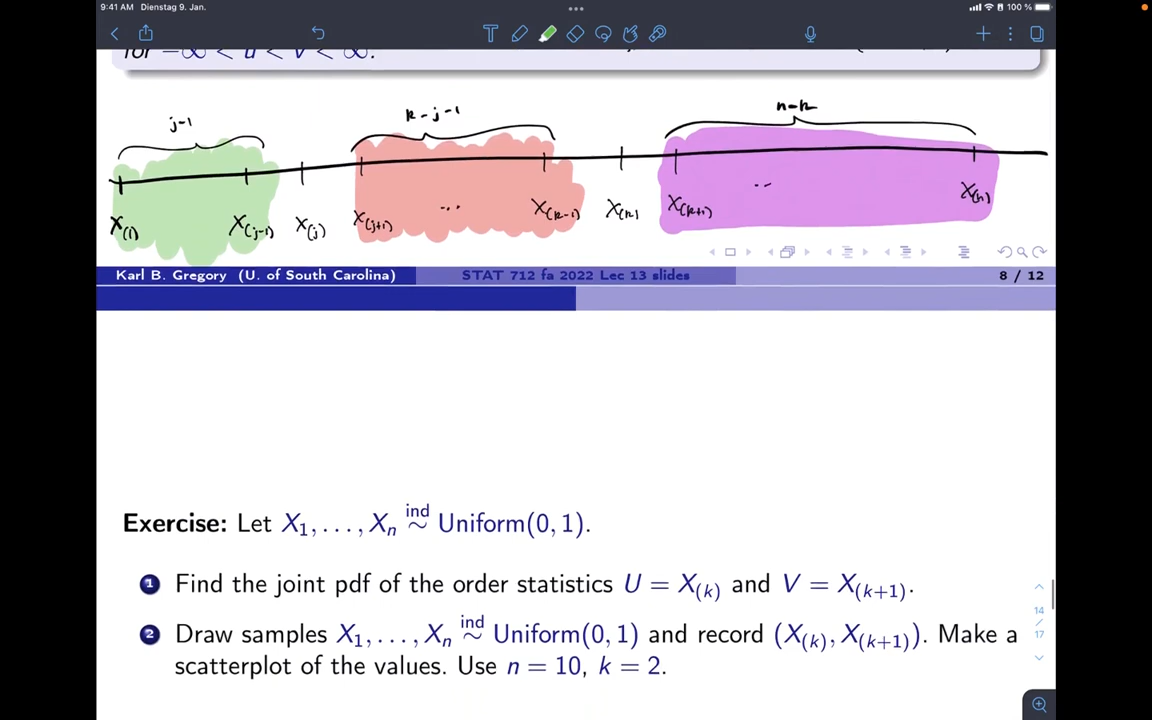 9:41 AM Dienstag 9. Jan.
100 %
for −∞ < u < v < ∞.
j-1
k-j-1
n-k
X(1) X(j-1) X(j) X(j+1) ... X(k-1) X(k) X(k+1) .. X(n)
Karl B. Gregory (U. of South Carolina) STAT 712 fa 2022 Lec 13 slides 8 / 12
Exercise: Let X₁, . . . , Xₙ ind∼ Uniform(0, 1).
1 Find the joint pdf of the order statistics U = X(k) and V = X(k+1).
2 Draw samples X₁, . . . , Xₙ ind∼ Uniform(0, 1) and record (X(k), X(k+1)). Make a
scatterplot of the values. Use n = 10, k = 2.
14
/
17